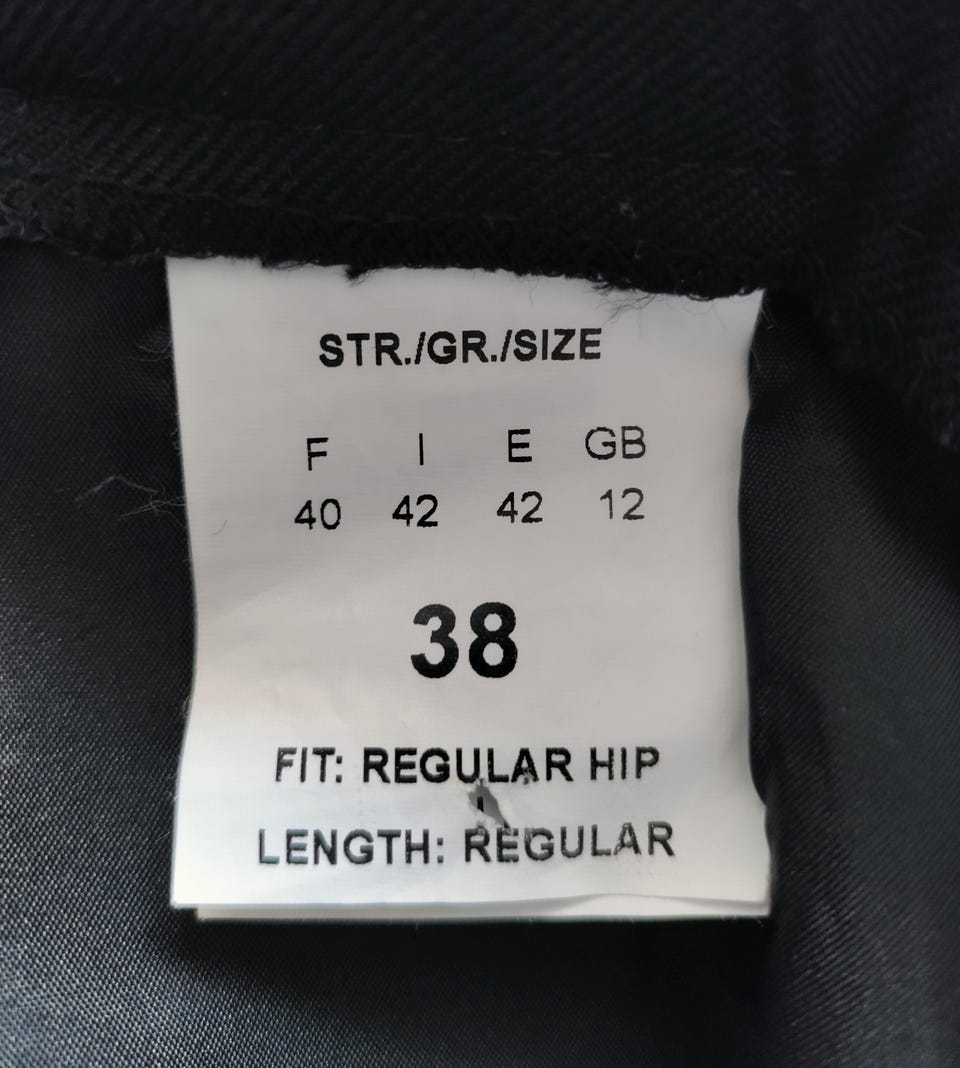 STR./GR./SIZE
F I E GB
40 42 42 12
38
FIT: REGULAR HIP
LENGTH: REGULAR